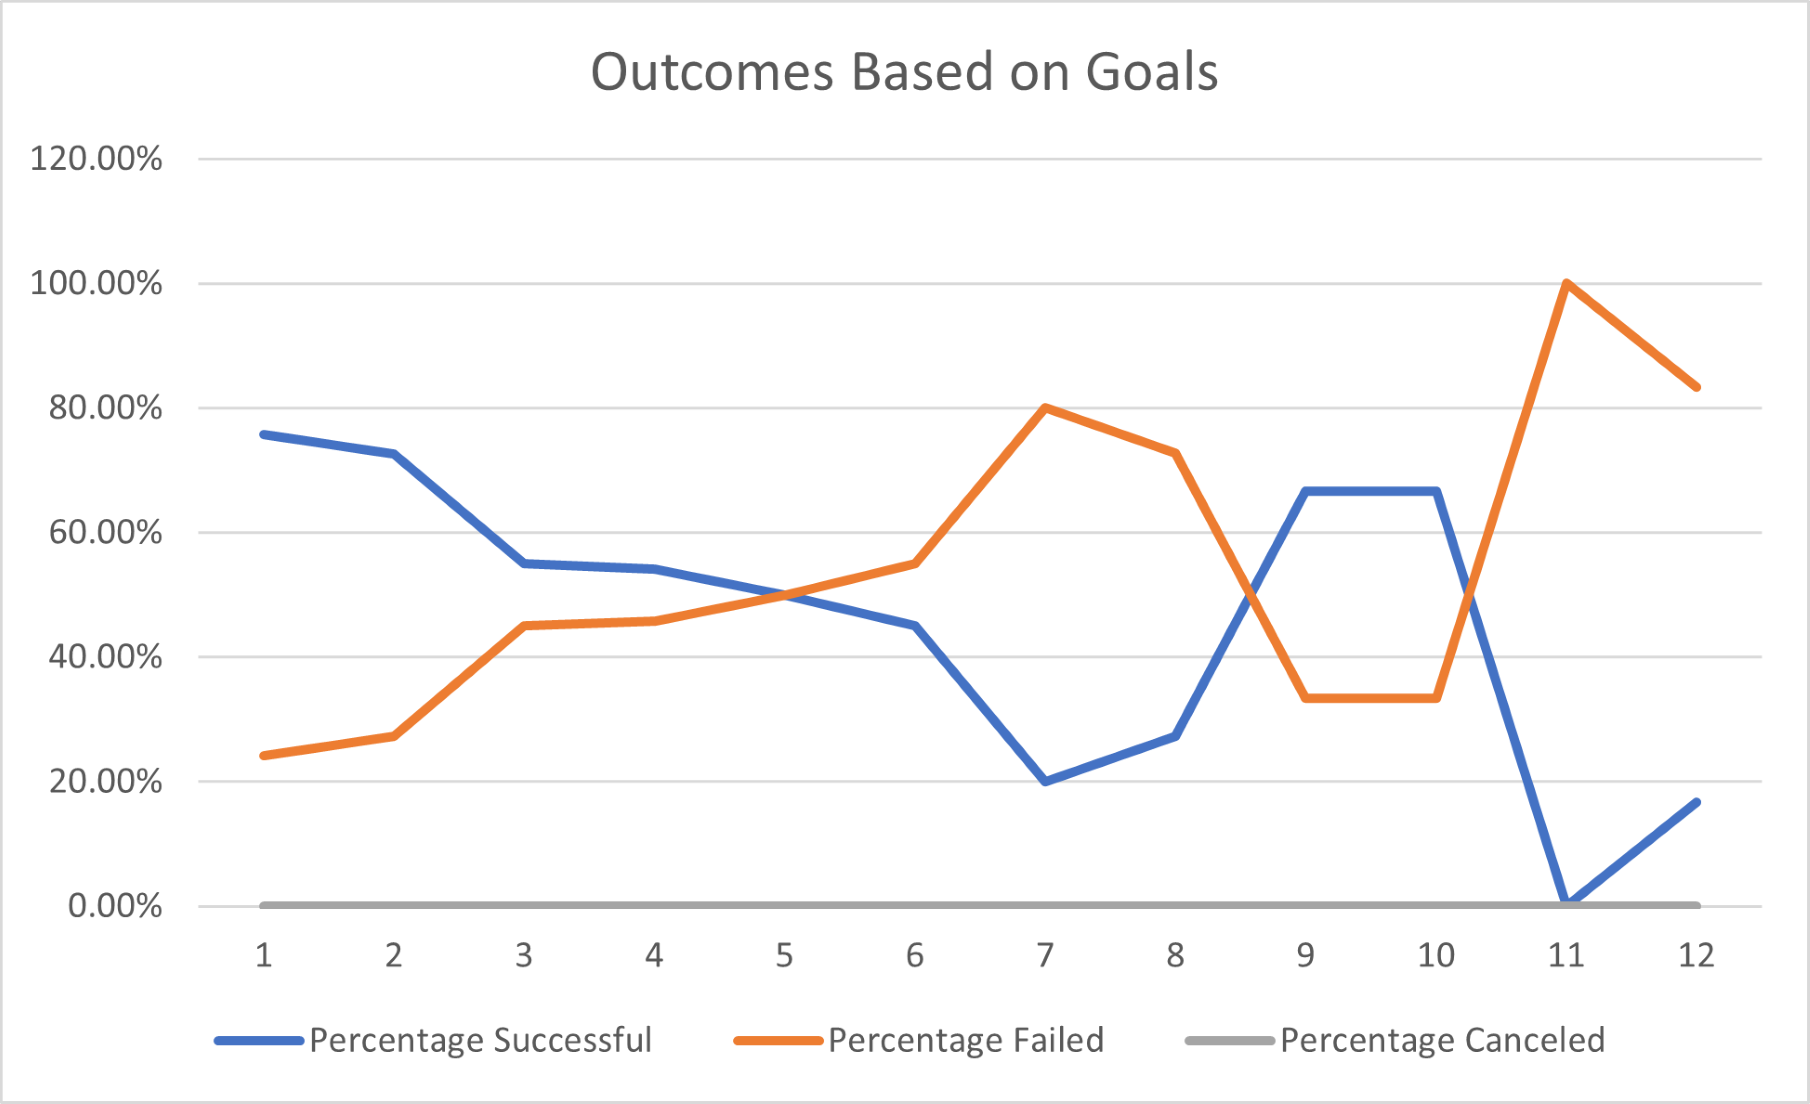 Outcomes Based on Goals
120.00%
100.00%
80.00%
60.00%
40.00%
20.00%
0.00%
1 2 3 4 5 6 7 8 9 10 11 12
Percentage Successful Percentage Failed Percentage Canceled